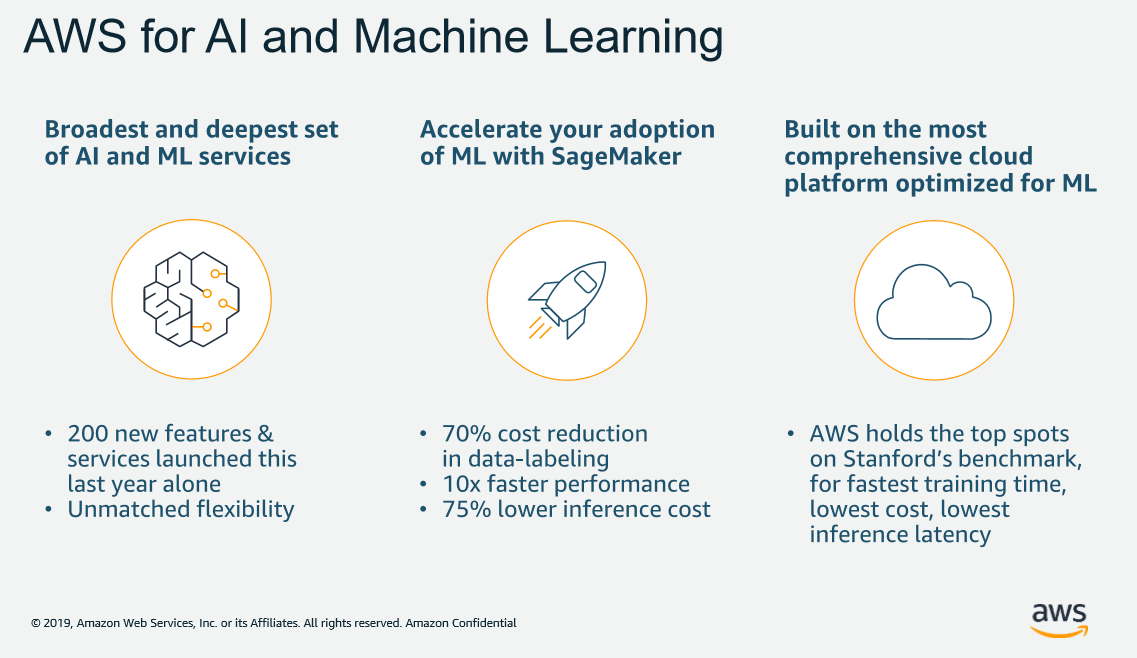 AWS for AI and Machine Learning
Broadest and deepest set
of AI and ML services
Accelerate your adoption
of ML with SageMaker
Built on the most
comprehensive cloud
platform optimized for ML
• 200 new features &
services launched this
last year alone
• Unmatched flexibility
• 70% cost reduction
in data-labeling
• 10x faster performance
• 75% lower inference cost
• AWS holds the top spots
on Stanford’s benchmark,
for fastest training time,
lowest cost, lowest
inference latency
© 2019, Amazon Web Services, Inc. or its Affiliates. All rights reserved. Amazon Confidential
aws